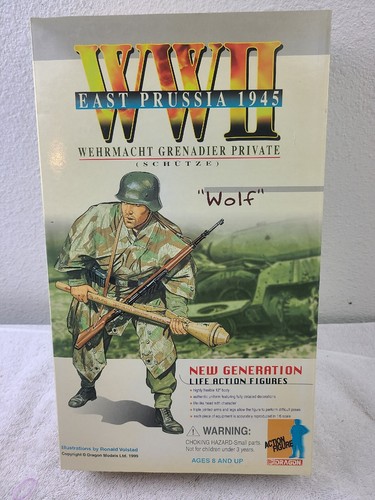 WWII
EAST PRUSSIA 1945
WEHRMACHT GRENADIER PRIVATE
(SCHÜTZE)
"Wolf"
NEW GENERATION
LIFE ACTION FIGURES
WARNING:
CHOKING HAZARD-Small parts.
Not for children under 3 years.
AGES 8 AND UP
ACTION
FIGURE
DRAGON
Illustrations by Ronald Volstad
Copyright © Dragon Models Ltd. 1999